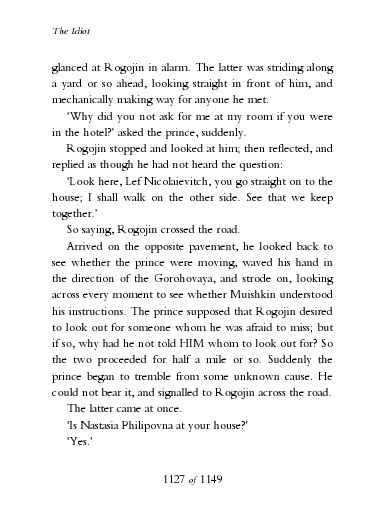 The Idiot
glanced at Rogojin in alarm. The latter was striding along
a yard or so ahead, looking straight in front of him, and
mechanically making way for anyone he met.
‘Why did you not ask for me at my room if you were
in the hotel?’ asked the prince, suddenly.
Rogojin stopped and looked at him; then reflected, and
replied as though he had not heard the question:
‘Look here, Lef Nicolaievitch, you go straight on to the
house; I shall walk on the other side. See that we keep
together.’
So saying, Rogojin crossed the road.
Arrived on the opposite pavement, he looked back to
see whether the prince were moving, waved his hand in
the direction of the Gorohovaya, and strode on, looking
across every moment to see whether Muishkin understood
his instructions. The prince supposed that Rogojin desired
to look out for someone whom he was afraid to miss; but
if so, why had he not told HIM whom to look out for? So
the two proceeded for half a mile or so. Suddenly the
prince began to tremble from some unknown cause. He
could not bear it, and signalled to Rogojin across the road.
The latter came at once.
‘Is Nastasia Philipovna at your house?’
‘Yes.’
1127 of 1149